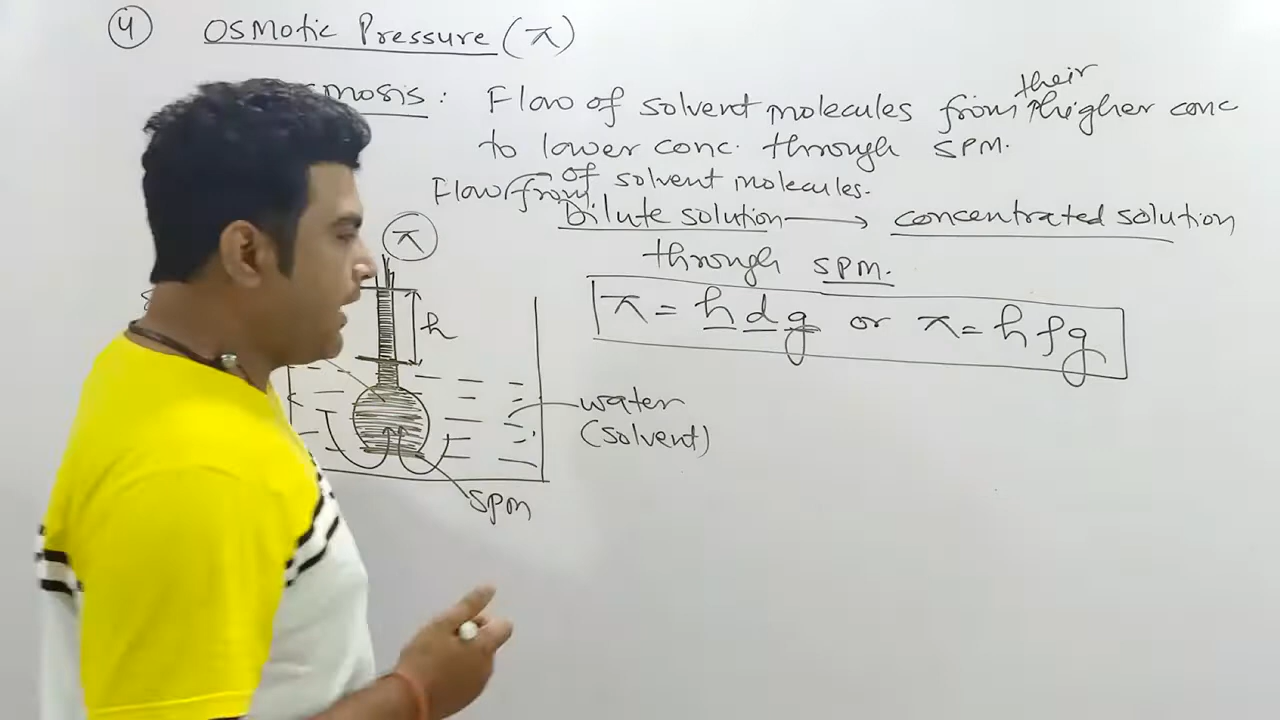 ④ Osmotic Pressure (π)
smosis : Flow of solvent molecules from their higher conc
to lower conc. through SPM.
Flow of solvent molecules.
from Dilute solution → concentrated solution
through SPM.
π
π = hdg or π = hρg
h
water
(solvent)
SPM